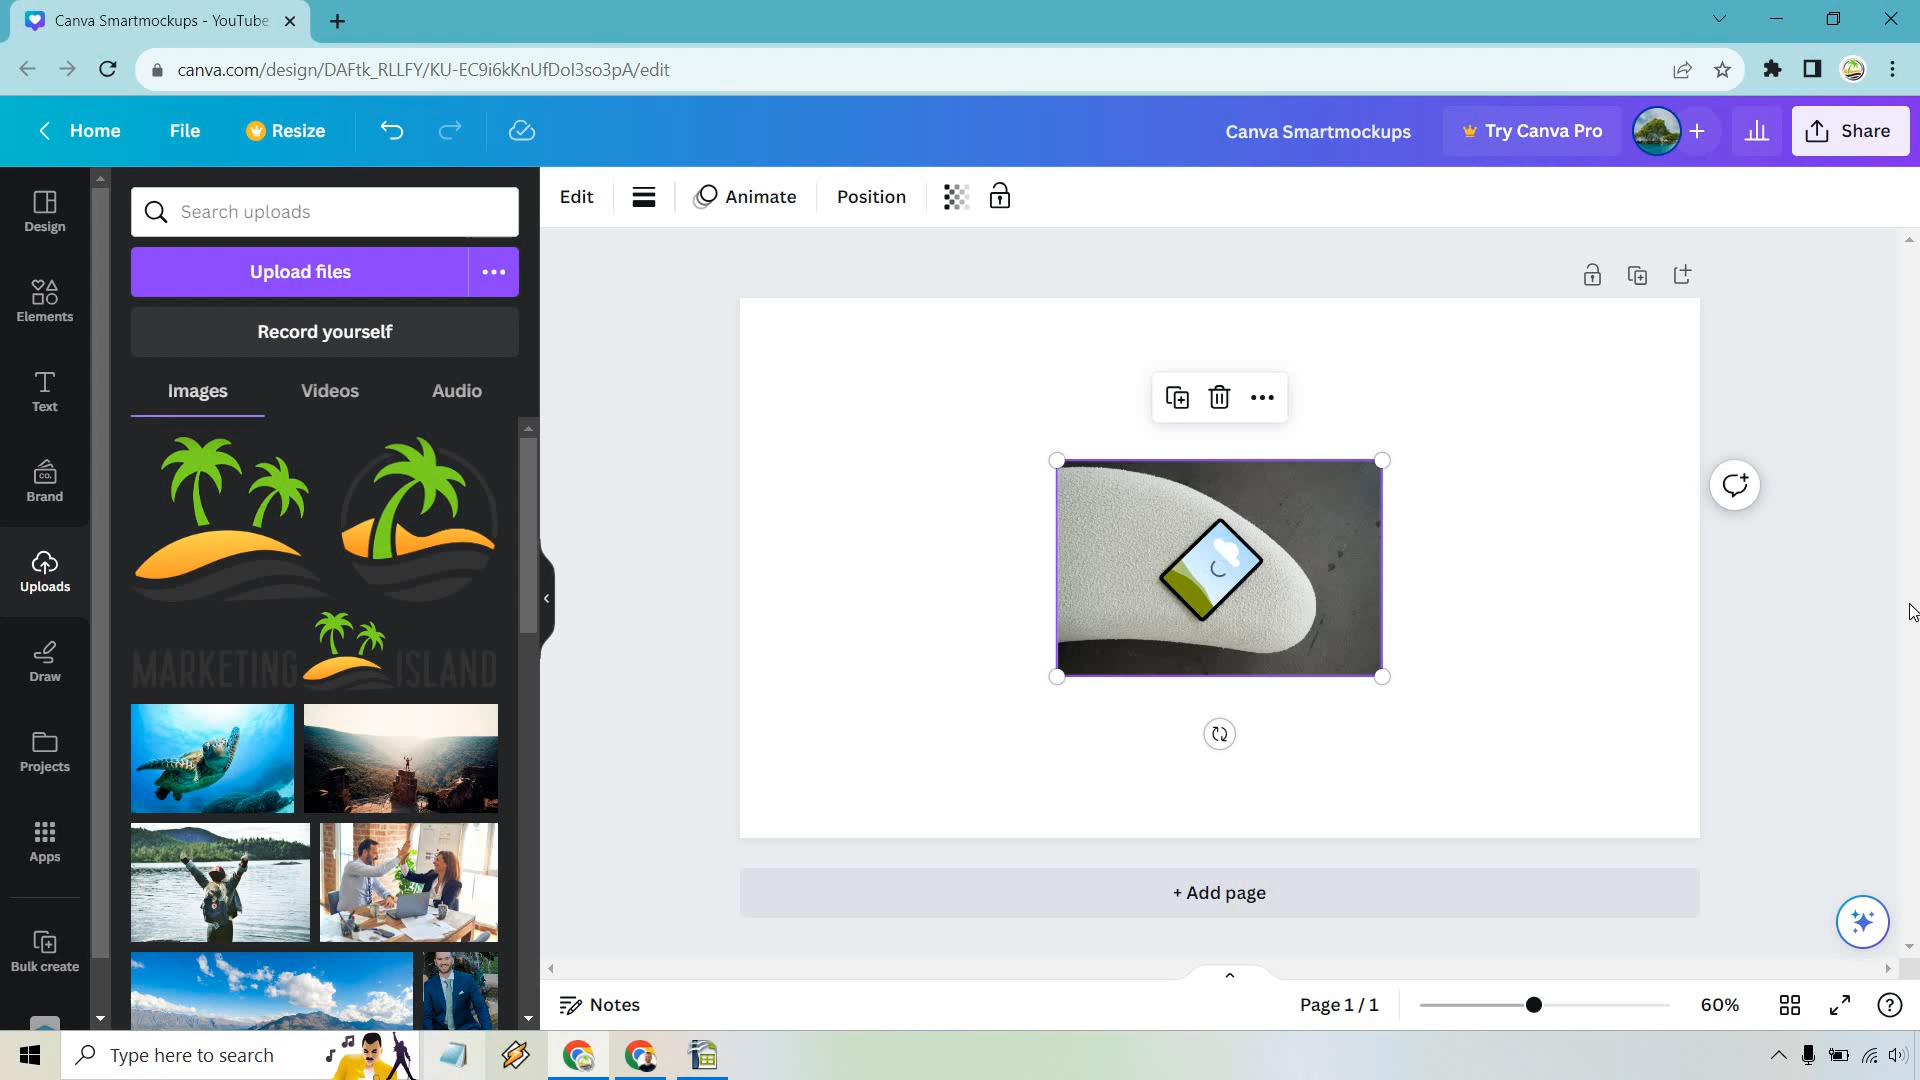 Canva Smartmockups - YouTube
canva.com/design/DAFtk_RLLFY/KU-EC9i6kKnUfDoI3so3pA/edit
Home
File
Resize
Canva Smartmockups
Try Canva Pro
Share
Design
Elements
Text
CO.
Brand
Uploads
Draw
Projects
Apps
Bulk create
Search uploads
Upload files
Record yourself
Images
Videos
Audio
MARKETING ISLAND
Edit
Animate
Position
+ Add page
Notes
Page 1 / 1
60%
Type here to search